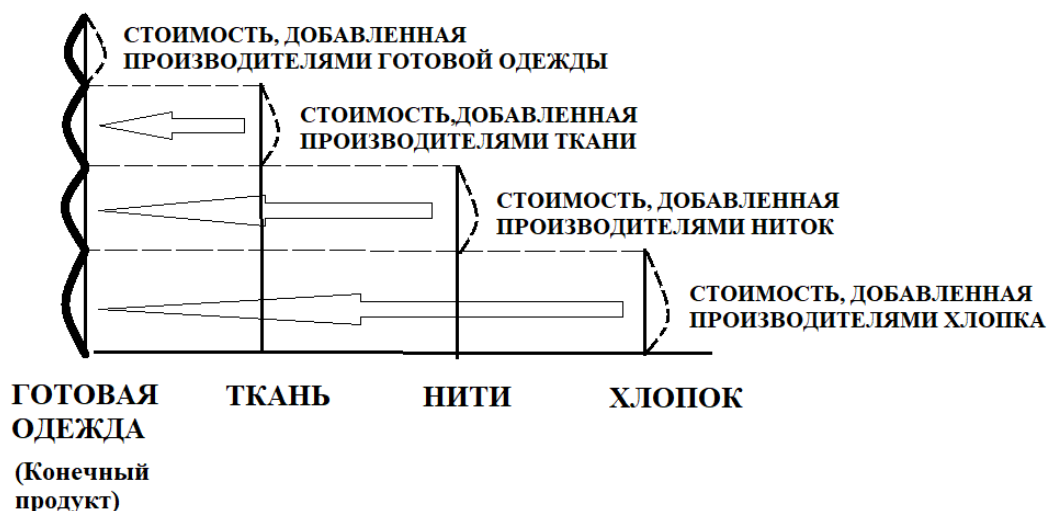 СТОИМОСТЬ, ДОБАВЛЕННАЯ
ПРОИЗВОДИТЕЛЯМИ ГОТОВОЙ ОДЕЖДЫ
СТОИМОСТЬ,ДОБАВЛЕННАЯ
ПРОИЗВОДИТЕЛЯМИ ТКАНИ
СТОИМОСТЬ, ДОБАВЛЕННАЯ
ПРОИЗВОДИТЕЛЯМИ НИТОК
СТОИМОСТЬ, ДОБАВЛЕННАЯ
ПРОИЗВОДИТЕЛЯМИ ХЛОПКА
ГОТОВАЯ
ОДЕЖДА
(Конечный
продукт)
ТКАНЬ
НИТИ
ХЛОПОК